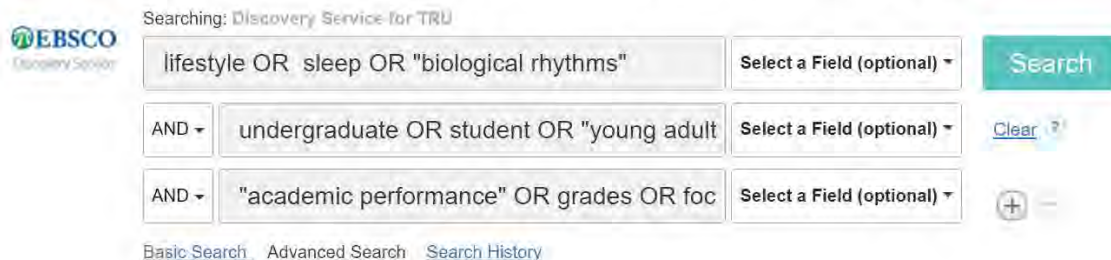 Searching: Discovery Service for TRU
EBSCO
Discovery Service
lifestyle OR sleep OR "biological rhythms"
Select a Field (optional)
Search
AND
undergraduate OR student OR "young adult
Select a Field (optional)
Clear ?
AND
"academic performance" OR grades OR foc
Select a Field (optional)
Basic Search Advanced Search Search History